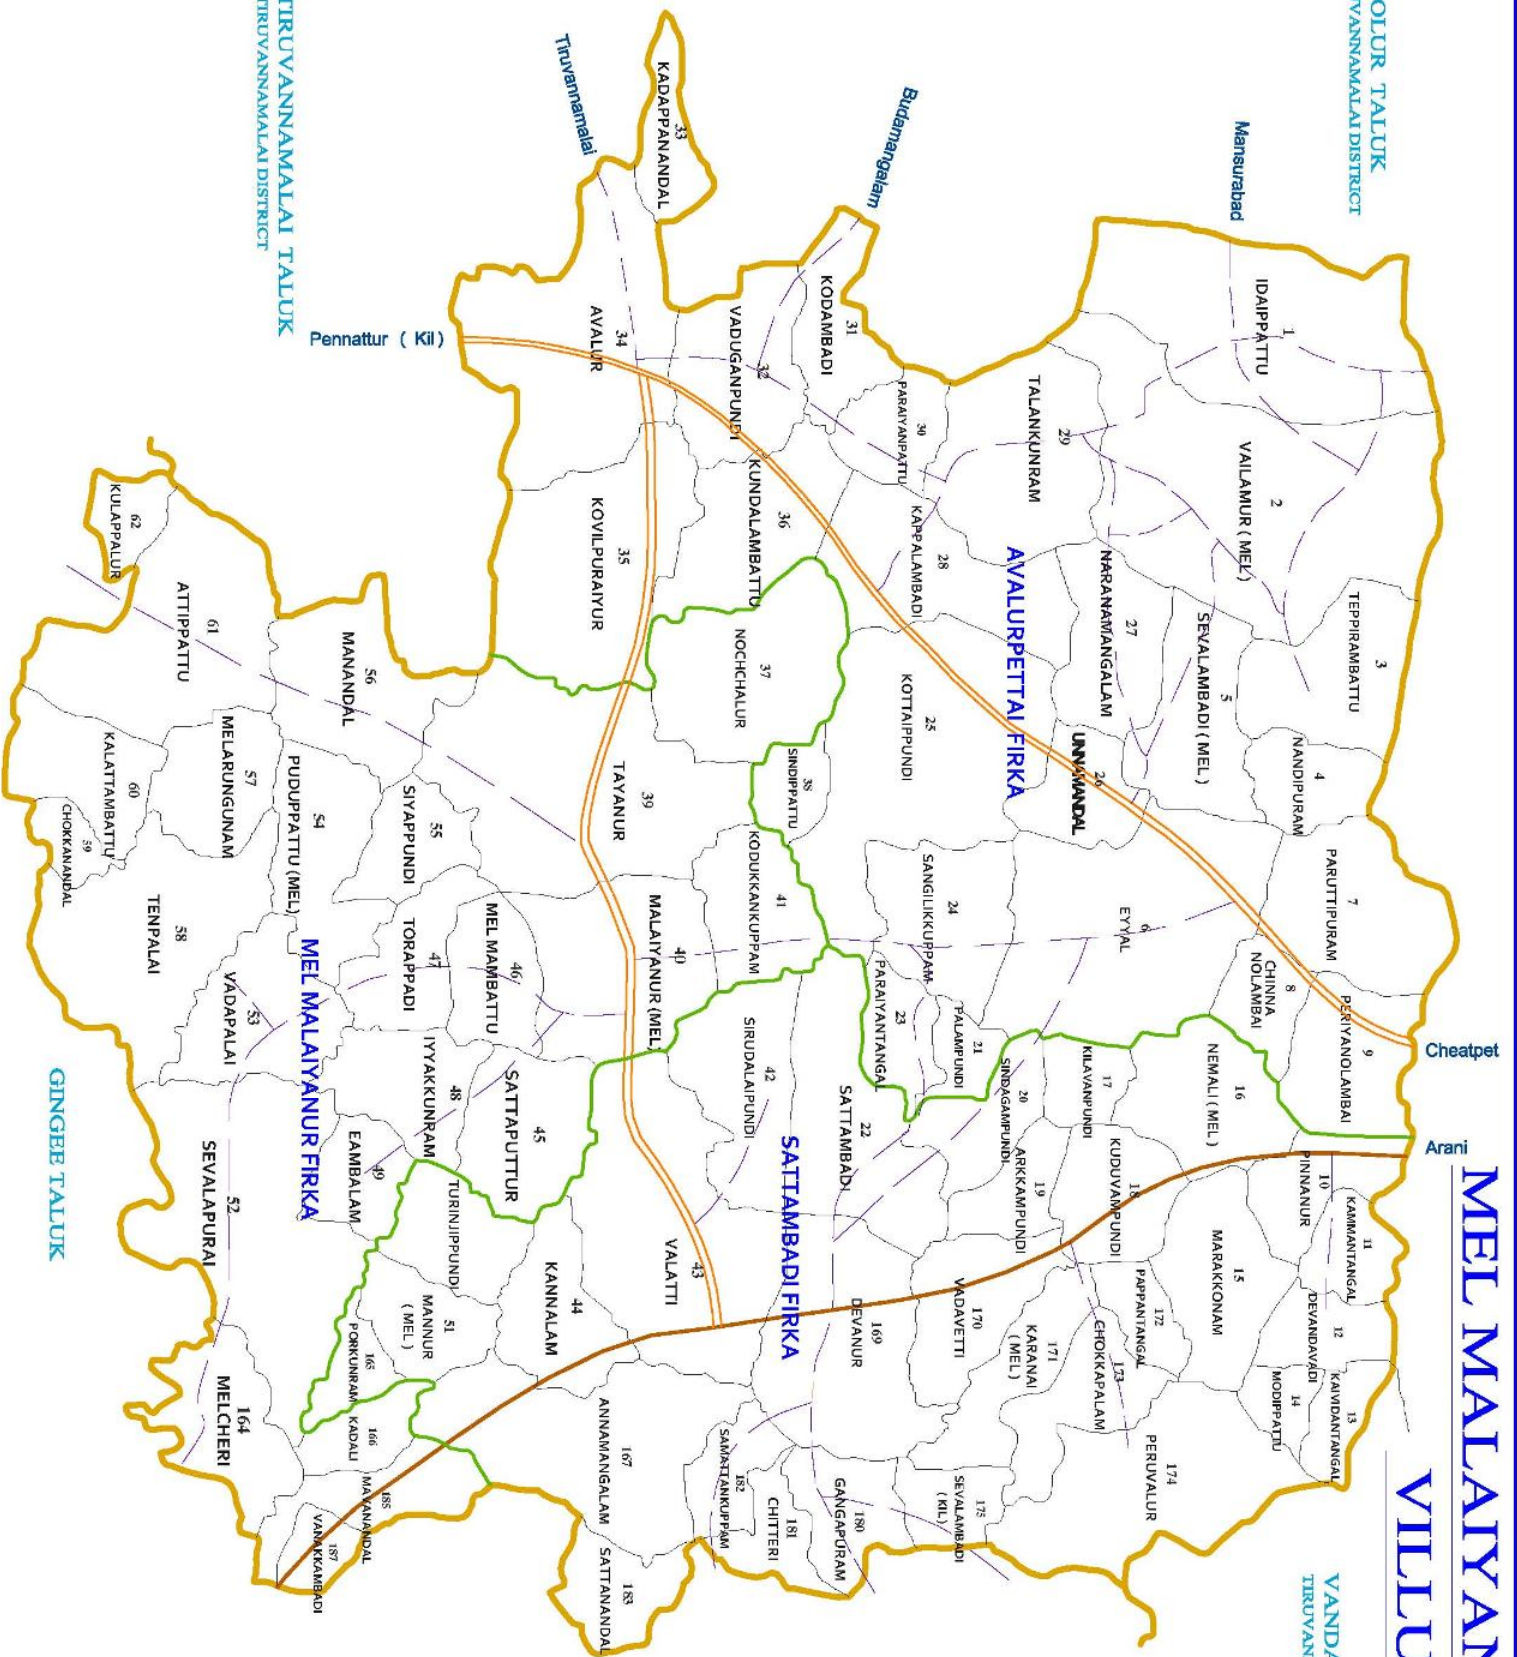 MEL MALAIYAN
VILLU
OLUR TALUK
VANNAMALAI DISTRICT
TIRUVANNAMALAI TALUK
TIRUVANNAMALAI DISTRICT
VANDA
TIRUVAN
GINGEE TALUK
Mansurabad
Budamangalam
Tiruvannamalai
Pennattur ( Kil )
Cheatpet
Arani
AVALURPETTAI FIRKA
SATTAMBADI FIRKA
MEL MALAIYANUR FIRKA
1
IDAIPPATTU
2
VAILAMUR ( MEL )
3
TEPPIRAMBATTU
4
NANDIPURAM
5
SEVALAMBADI ( MEL )
6
EYYAL
7
PARUTTIPURAM
8
CHINNA
NOLAMBAI
9
PERIYANOLAMBAI
10
PINNANUR
11
KAMMANTANGAL
12
DEVANDAVADI
13
KAIVIDANTANGAL
14
MODIPPATTU
15
MARAKKONAM
16
NEMALI ( MEL )
17
KILAVANPUNDI
18
KUDUVAMPUNDI
19
ARKKAMPUNDI
20
SINDAGAMPUNDI
21
PALAMPUNDI
22
SATTAMBADI
23
PARAIYANTANGAL
24
SANGILIKKUPPAM
25
KOTTAIPPUNDI
26
UNNAMANDAL
27
NARANAMANGALAM
28
KAPPALAMBADI
29
TALANKUNRAM
30
PARAIYANPATTU
31
KODAMBADI
32
VADUGANPUNDI
33
KADAPPANANDAL
34
AVALUR
35
KOVILPURAIYUR
36
KUNDALAMBATTU
37
NOCHCHALUR
38
SINDIPPATTU
39
TAYANUR
40
MALAIYANUR (MEL)
41
KODUKKANKUPPAM
42
SIRUDALAIPUNDI
43
VALATTI
44
KANNALAM
45
SATTAPUTTUR
46
MEL MAMBATTU
47
TORAPPADI
48
IYYAKKUNRAM
49
EAMBALAM
TURINJIPPUNDI
51
MANNUR
( MEL )
52
SEVALAPURAI
53
VADAPALAI
54
PUDUPPATTU (MEL)
55
SIYAPPUNDI
56
MANANDAL
57
MELARUNGUNAM
58
TENPALAI
59
CHOKKANANDAL
60
KALATTAMBATTU
61
ATTIPPATTU
62
KULAPPALUR
164
MELCHERI
165
PORKUNRAM
166
KADALI
167
ANNAMANGALAM
169
DEVANUR
170
VADAVETTI
171
KARANAI
( MEL )
172
PAPPANTANGAL
173
CHOKKAPALAM
174
PERUVALUR
175
SEVALAMBADI
( KIL )
180
GANGAPURAM
181
CHITTERI
182
SAMATTANKUPPAM
183
SATTANANDAL
185
MAVANANDAL
187
VANAKKAMBADI